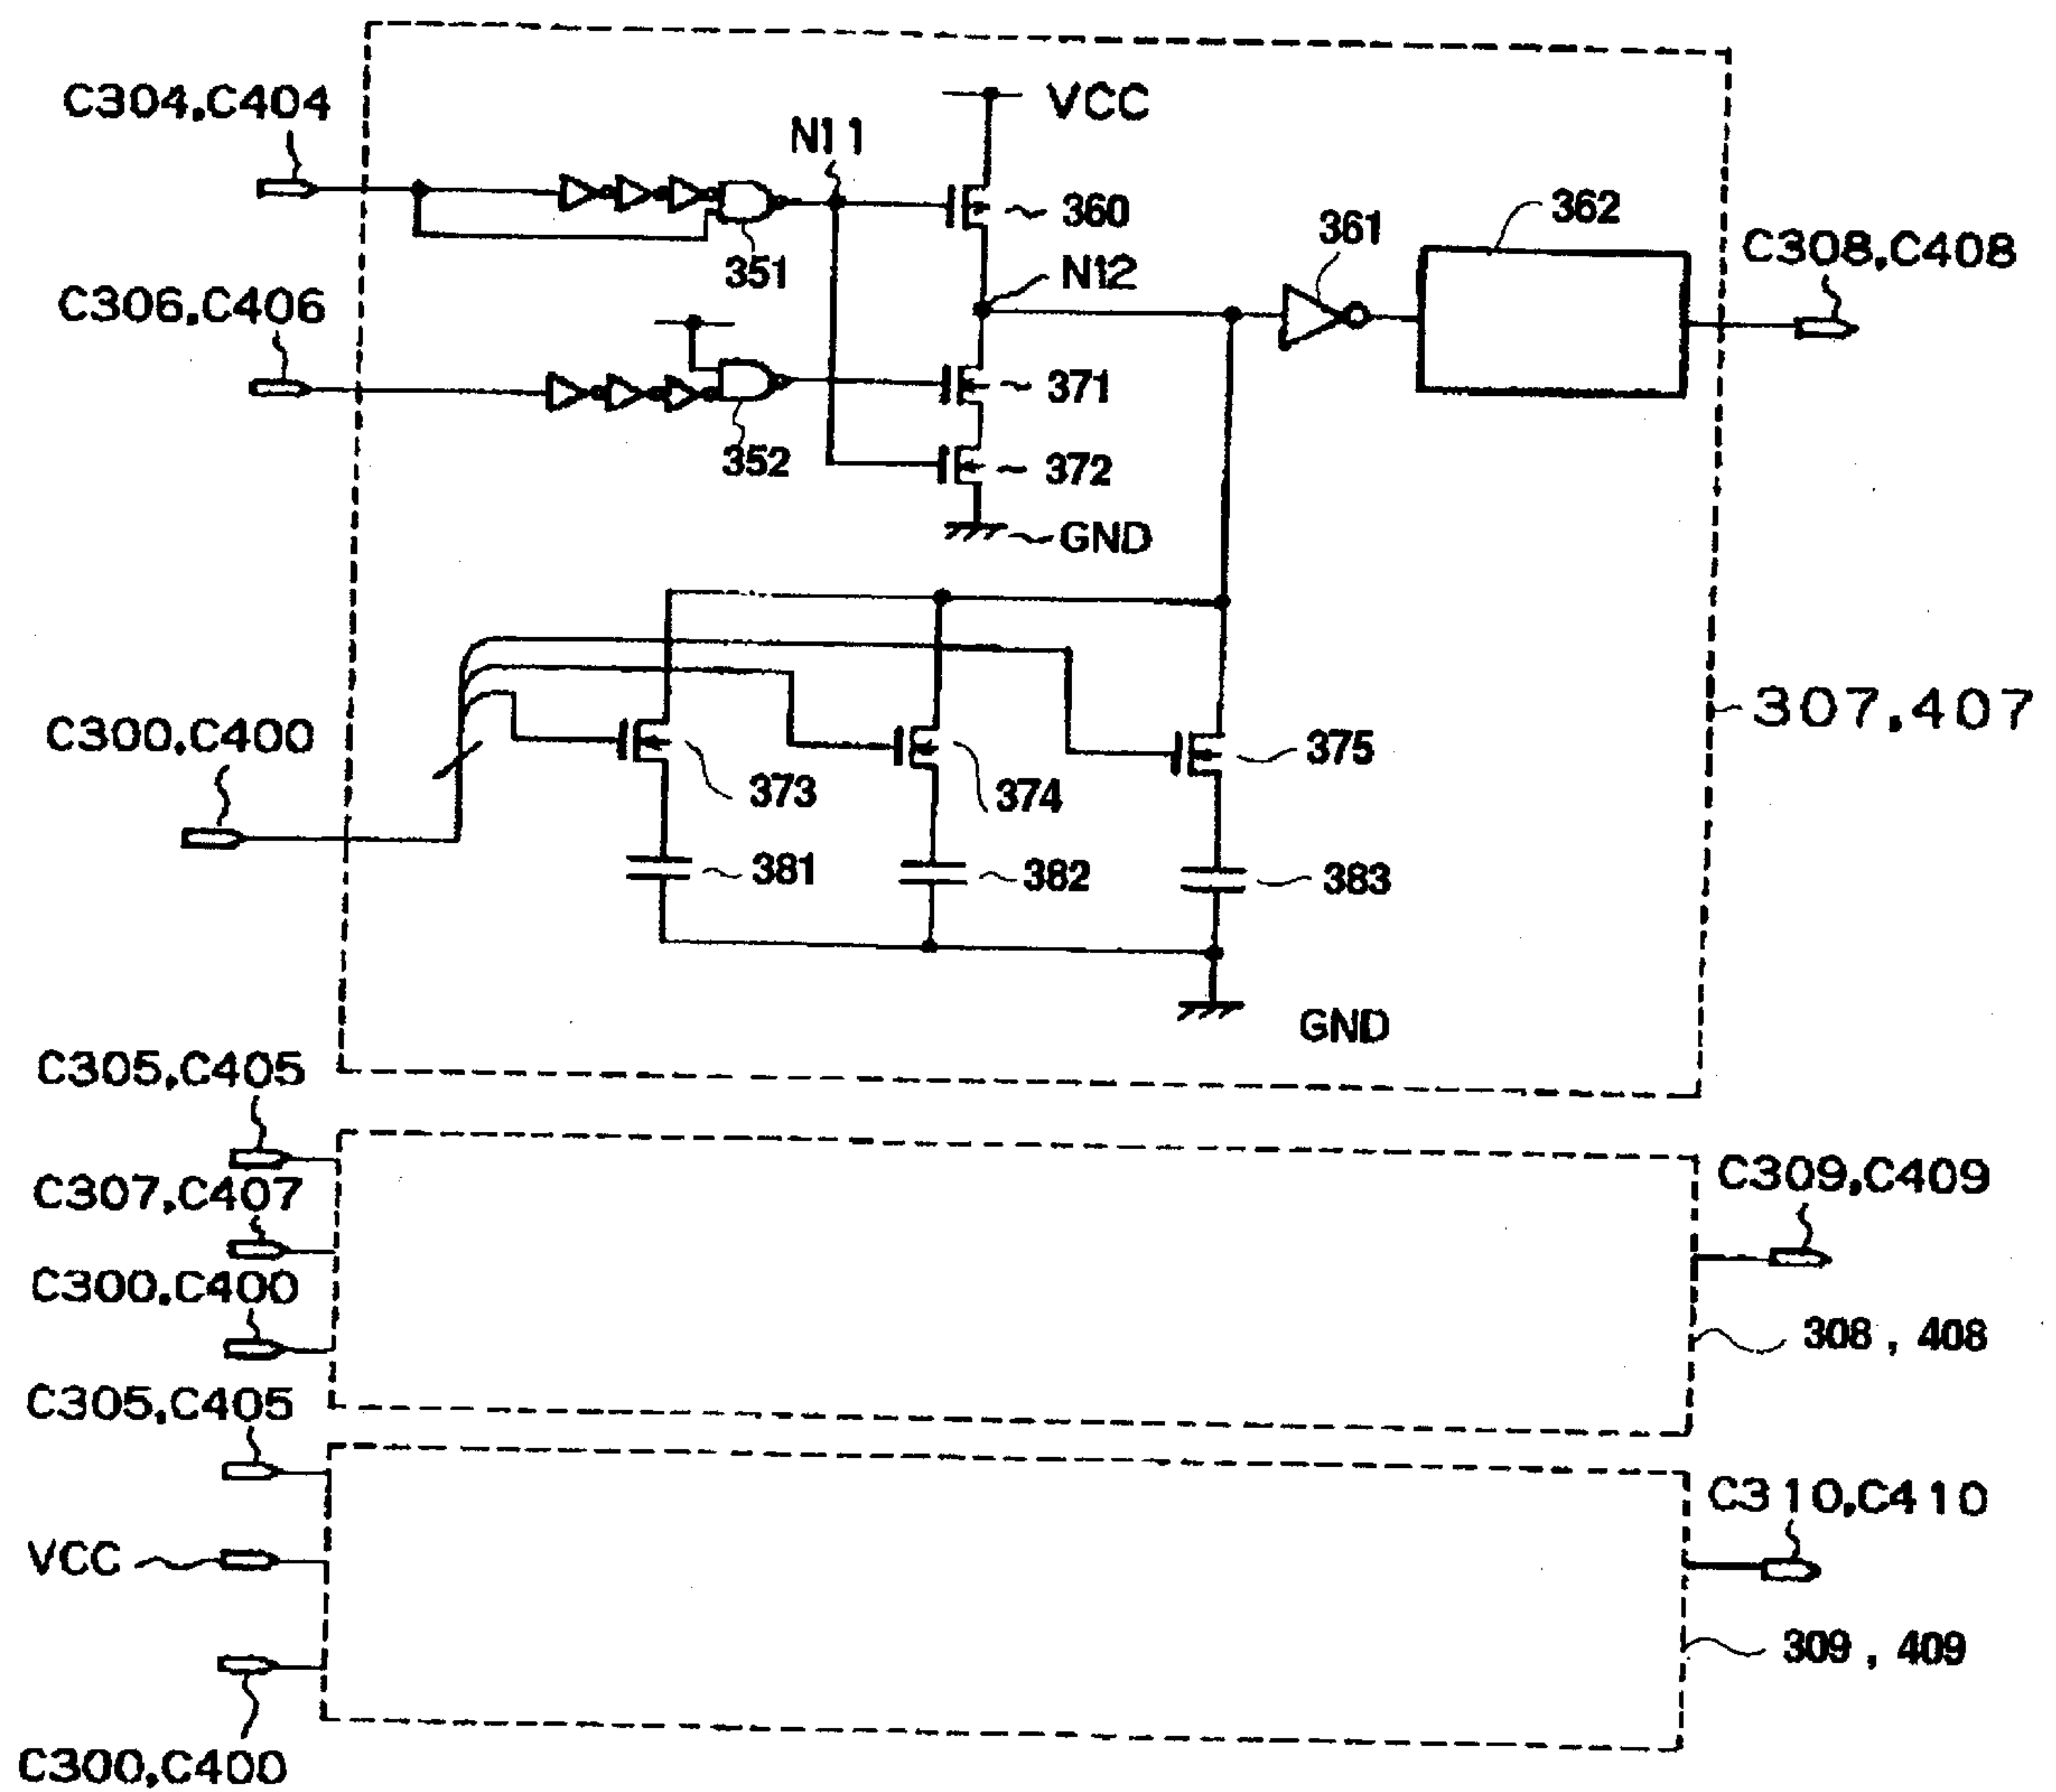 C304,C404
VCC
N11
360
361
362
C308,C408
351
N12
C306,C406
371
352
372
GND
307,407
C300,C400
373
374
375
381
382
383
GND
C305,C405
C307,C407
C309,C409
C300,C400
308, 408
C305,C405
C310,C410
VCC
309, 409
C300,C400